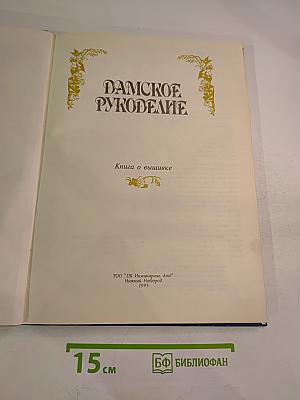 ДАМСКОЕ
РУКОДЕЛИЕ
Книга о вышивке
Нижний Новгород
15 см
БФ БИБЛИОФАН